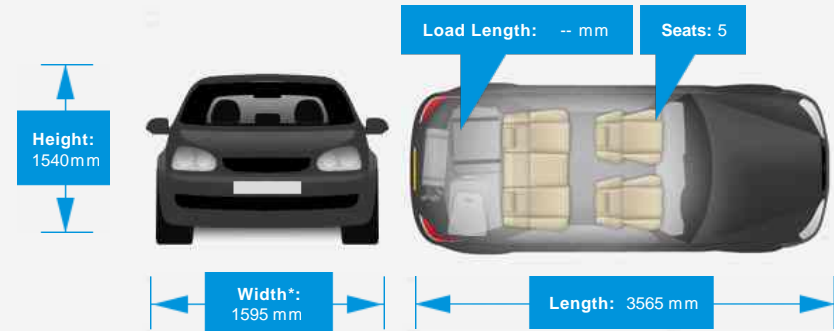 Load Length: -- mm
Seats: 5
Height:
1540mm
Width*:
1595 mm
Length: 3565 mm